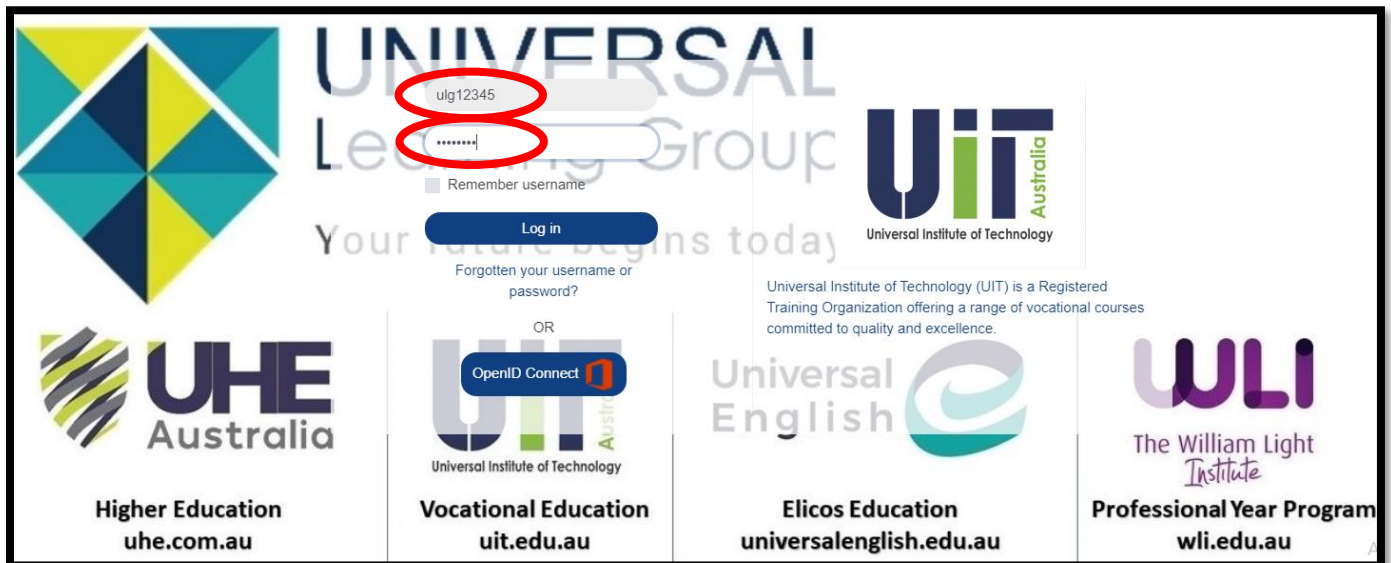 UNIVERSAL
Learning Group
Your future begins today
ulg12345
••••••••
Remember username
Log in
Forgotten your username or
password?
OR
OpenID Connect
UiT
Australia
Universal Institute of Technology
Universal Institute of Technology (UIT) is a Registered
Training Organization offering a range of vocational courses
committed to quality and excellence.
UHE
Australia
Higher Education
uhe.com.au
UiT
Australia
Universal Institute of Technology
Vocational Education
uit.edu.au
Universal
English
Elicos Education
universalenglish.edu.au
WLI
The William Light
Institute
Professional Year Program
wli.edu.au